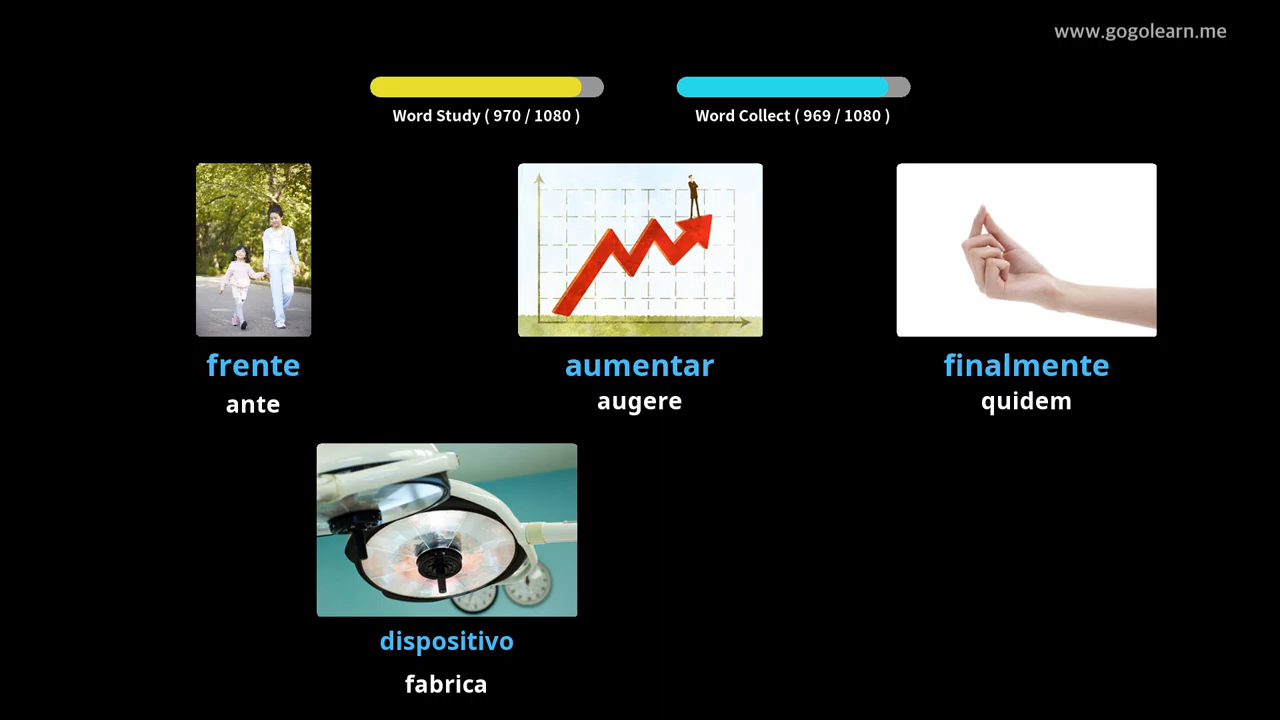 www.gogolearn.me
Word Study ( 970 / 1080 )
Word Collect ( 969 / 1080 )
frente
ante
aumentar
augere
finalmente
quidem
dispositivo
fabrica